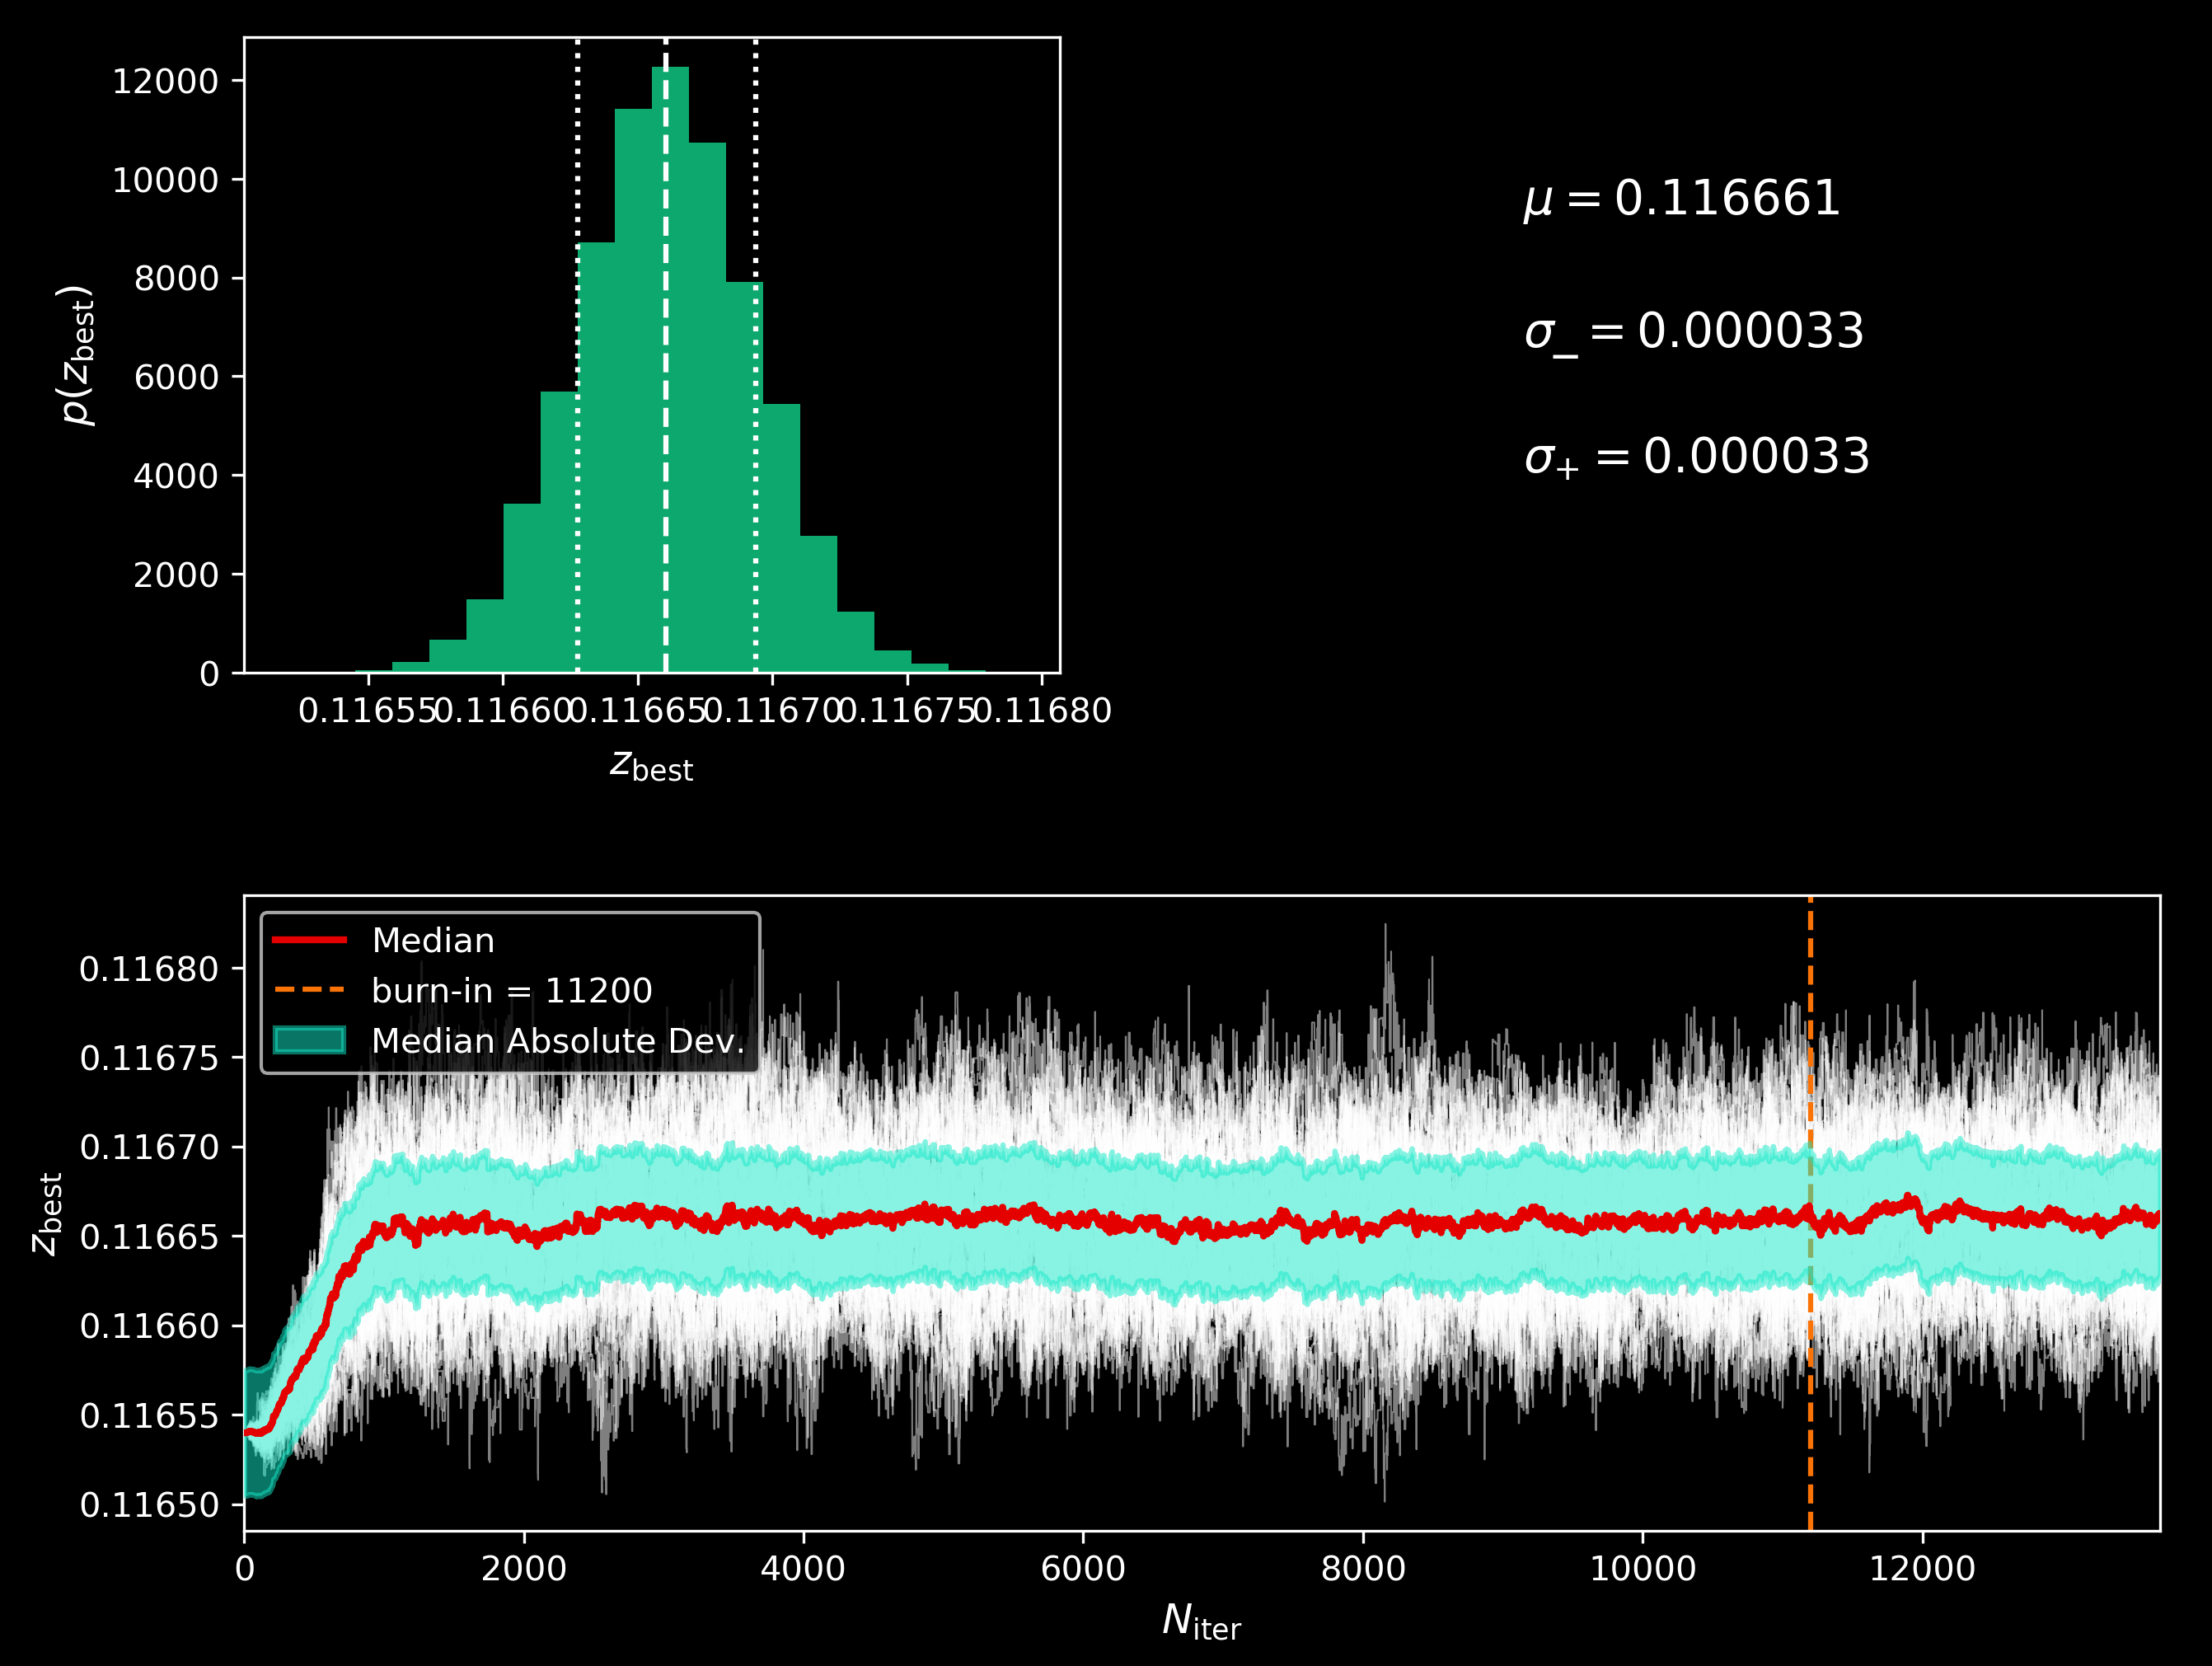 12000
10000
8000
6000
4000
2000
0
p(z_best)
0.11655 0.11660 0.11665 0.11670 0.11675 0.11680
z_best
μ = 0.116661
σ_− = 0.000033
σ_+ = 0.000033
Median
burn-in = 11200
Median Absolute Dev.
0.11680
0.11675
0.11670
0.11665
0.11660
0.11655
0.11650
z_best
0 2000 4000 6000 8000 10000 12000
N_iter